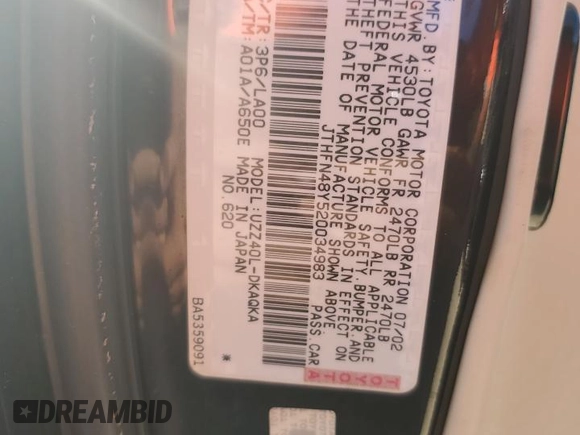 MFD BY: TOYOTA MOTOR CORPORATION 07/02
GVWR 4530LB GAWR FR 2470LB RR 2470LB
THIS VEHICLE CONFORMS TO ALL APPLICABLE
FEDERAL MOTOR VEHICLE SAFETY, BUMPER AND
THEFT PREVENTION STANDARDS IN EFFECT ON
THE DATE OF MANUFACTURE SHOWN ABOVE
JTHFN48Y520034983 PASS.CAR
/TR: 3P6/LA00 MODEL: UZZ40L-DKAQKA
/TM: A01A/A650E MADE IN JAPAN
NO.620
BA5359091
TOYOTA
DREAMBID